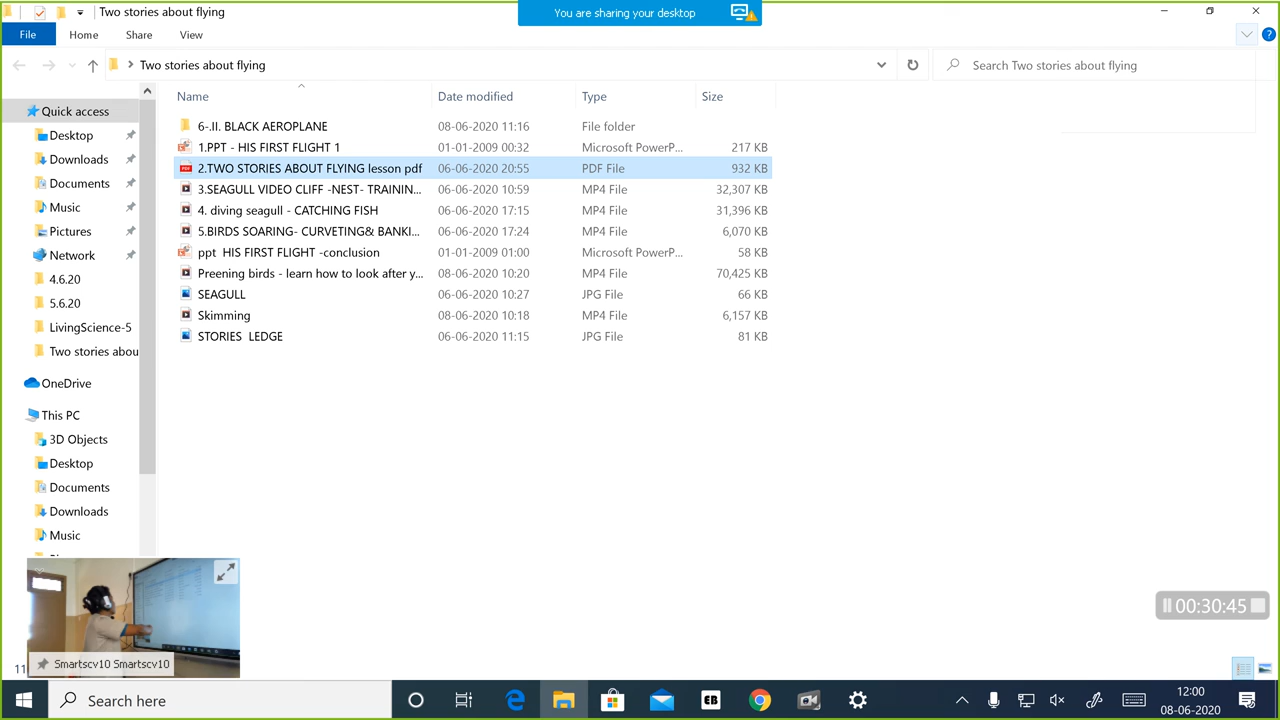 Two stories about flying
You are sharing your desktop
File Home Share View
Two stories about flying
Search Two stories about flying
Name Date modified Type Size
Quick access
Desktop
Downloads
Documents
Music
Pictures
Network
4.6.20
5.6.20
LivingScience-5
Two stories abou
OneDrive
This PC
3D Objects
Desktop
Documents
Downloads
Music
6-.II. BLACK AEROPLANE 08-06-2020 11:16 File folder
1.PPT - HIS FIRST FLIGHT 1 01-01-2009 00:32 Microsoft PowerP... 217 KB
2.TWO STORIES ABOUT FLYING lesson pdf 06-06-2020 20:55 PDF File 932 KB
3.SEAGULL VIDEO CLIFF -NEST- TRAININ... 06-06-2020 10:59 MP4 File 32,307 KB
4. diving seagull - CATCHING FISH 06-06-2020 17:15 MP4 File 31,396 KB
5.BIRDS SOARING- CURVETING& BANKI... 06-06-2020 17:24 MP4 File 6,070 KB
ppt HIS FIRST FLIGHT -conclusion 01-01-2009 01:00 Microsoft PowerP... 58 KB
Preening birds - learn how to look after y... 08-06-2020 10:20 MP4 File 70,425 KB
SEAGULL 06-06-2020 10:27 JPG File 66 KB
Skimming 08-06-2020 10:18 MP4 File 6,157 KB
STORIES LEDGE 06-06-2020 11:15 JPG File 81 KB
00:30:45
11
Smartscv10 Smartscv10
Search here
EB
12:00
08-06-2020